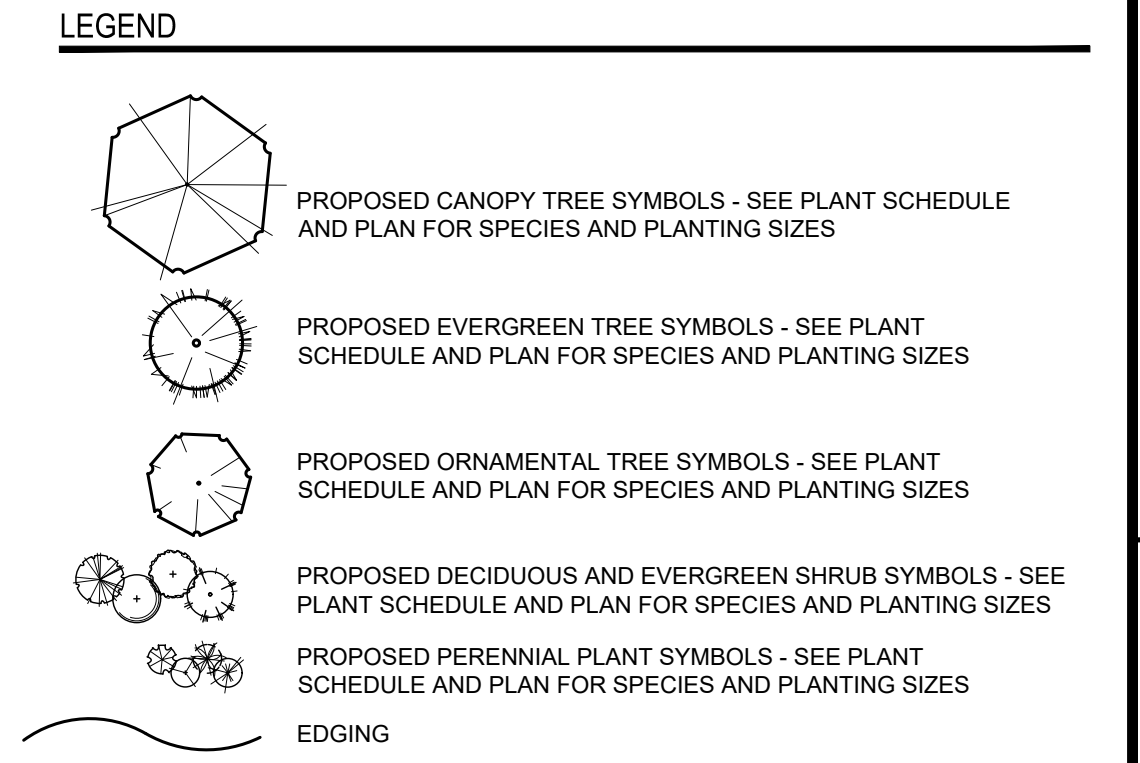 LEGEND
PROPOSED CANOPY TREE SYMBOLS - SEE PLANT SCHEDULE
AND PLAN FOR SPECIES AND PLANTING SIZES
PROPOSED EVERGREEN TREE SYMBOLS - SEE PLANT
SCHEDULE AND PLAN FOR SPECIES AND PLANTING SIZES
PROPOSED ORNAMENTAL TREE SYMBOLS - SEE PLANT
SCHEDULE AND PLAN FOR SPECIES AND PLANTING SIZES
PROPOSED DECIDUOUS AND EVERGREEN SHRUB SYMBOLS - SEE
PLANT SCHEDULE AND PLAN FOR SPECIES AND PLANTING SIZES
PROPOSED PERENNIAL PLANT SYMBOLS - SEE PLANT
SCHEDULE AND PLAN FOR SPECIES AND PLANTING SIZES
EDGING